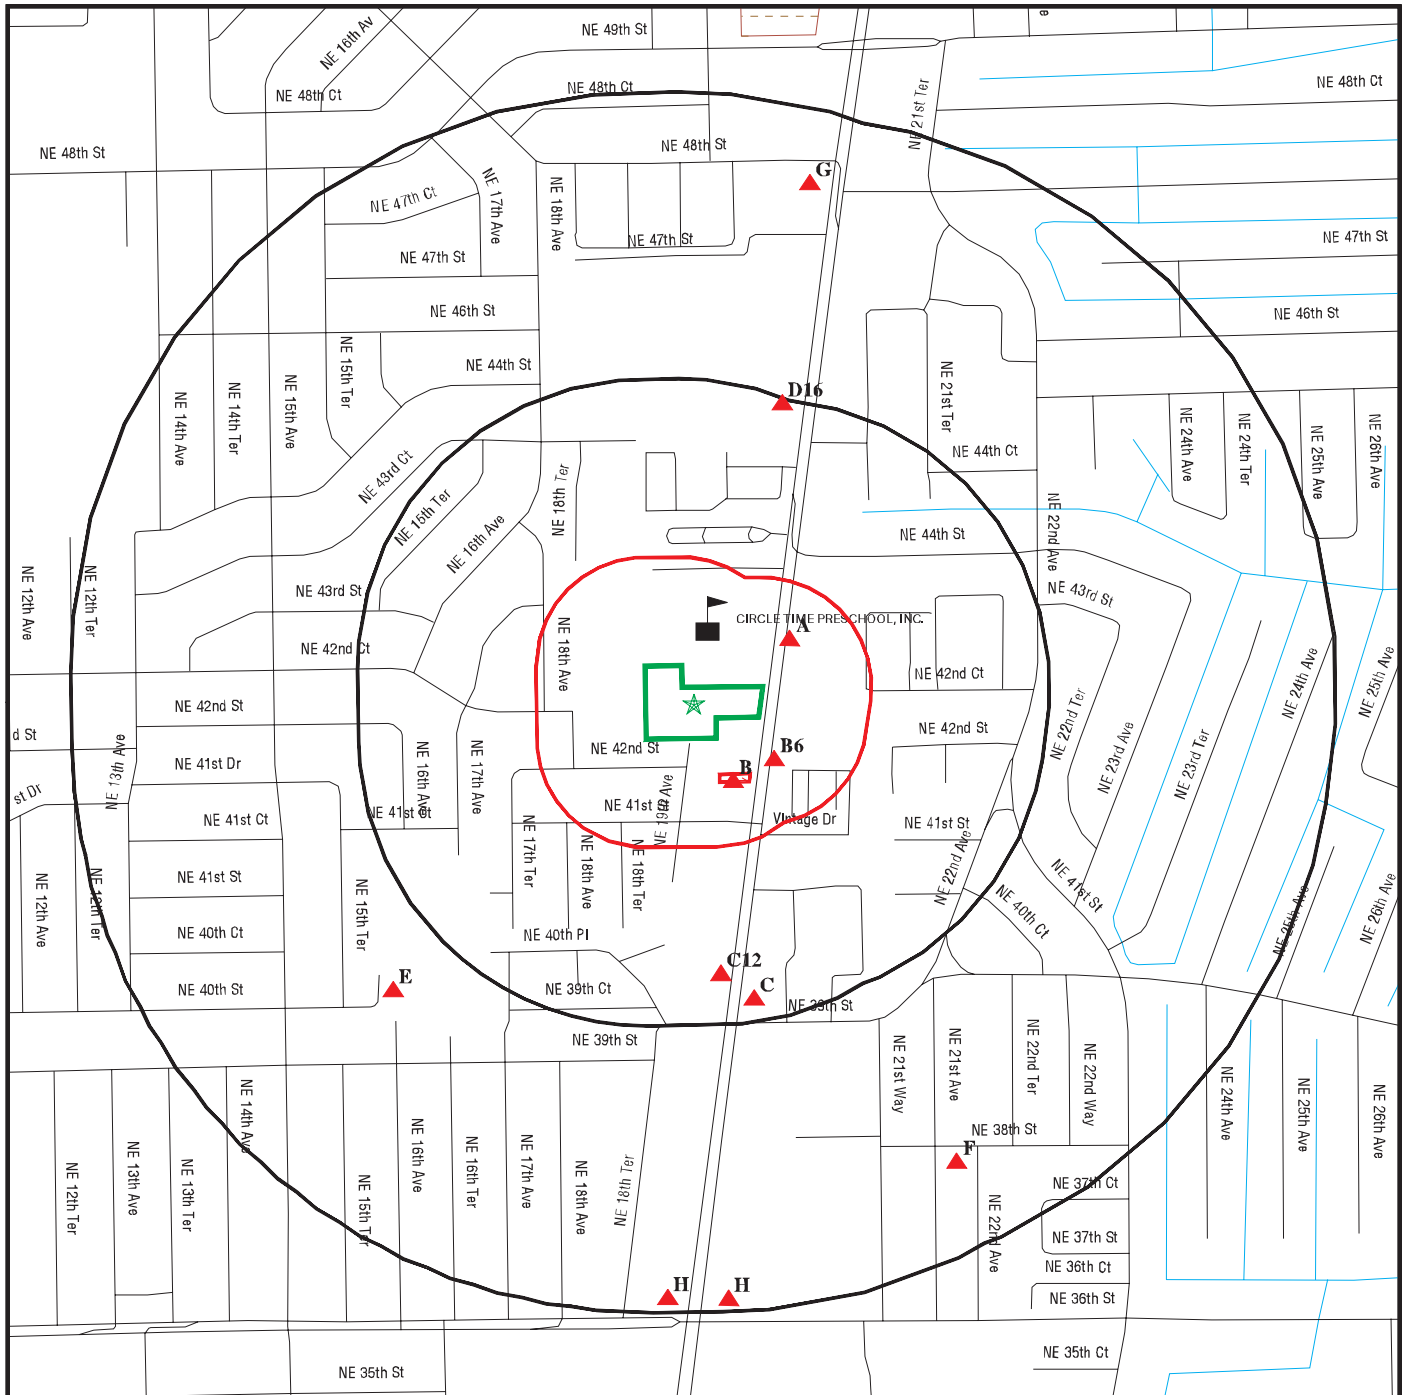 e
NE 16th Av
NE 49th St
NE 48th Ct
NE 48th Ct
NE 21st Ter
NE 48th Ct
NE 48th St
NE 48th St
G
NE 47th Ct
NE 17th Ave
NE 18th Ave
NE 47th St
NE 47th St
NE 47th St
NE 46th St
NE 46th St
NE 44th St
NE 15th Ter
NE 14th Ave
NE 14th Ter
NE 15th Ave
D16
NE 21st Ter
NE 24th Ave
NE 24th Ter
NE 25th Ave
NE 26th Ave
NE 44th Ct
NE 43rd Ct
NE 15th Ter
NE 16th Ave
NE 18th Ter
NE 44th St
NE 22nd Ave
NE 12th Ave
NE 12th Ter
NE 43rd St
NE 43rd St
CIRCLE TIME PRESCHOOL, INC.
A
NE 42nd Ct
NE 18th Ave
NE 42nd Ct
NE 24th Ave
NE 25th Ave
NE 42nd St
NE 42nd St
NE 22nd Ter
d St
NE 13th Ave
NE 42nd St
B6
NE 23rd Ave
NE 23rd Ter
NE 41st Dr
NE 16th Ave
NE 17th Ave
B
st Dr
NE 41st Ct
NE 41st Ct
NE 41st St
NE 19th Ave
Vintage Dr
NE 41st St
NE 17th Ter
NE 18th Ave
NE 18th Ter
NE 22nd Ave
NE 41st St
NE 12th Ave
NE 12th Ter
NE 41st St
NE 15th Ter
NE 40th Ct
NE 25th Ave
NE 26th Ave
NE 40th Ct
NE 40th Pl
C12
E
NE 40th St
NE 39th Ct
C
NE 39th St
NE 39th St
NE 21st Way
NE 21st Ave
NE 22nd Ter
NE 22nd Way
NE 24th Ave
NE 25th Ave
NE 26th Ave
NE 14th Ave
NE 38th St
NE 12th Ter
NE 13th Ave
NE 13th Ter
NE 15th Ter
NE 16th Ave
NE 16th Ter
NE 17th Ave
NE 18th Ave
NE 18th Ter
F
NE 37th Ct
NE 22nd Ave
NE 37th St
NE 36th Ct
H
H
NE 36th St
NE 35th Ct
NE 35th St